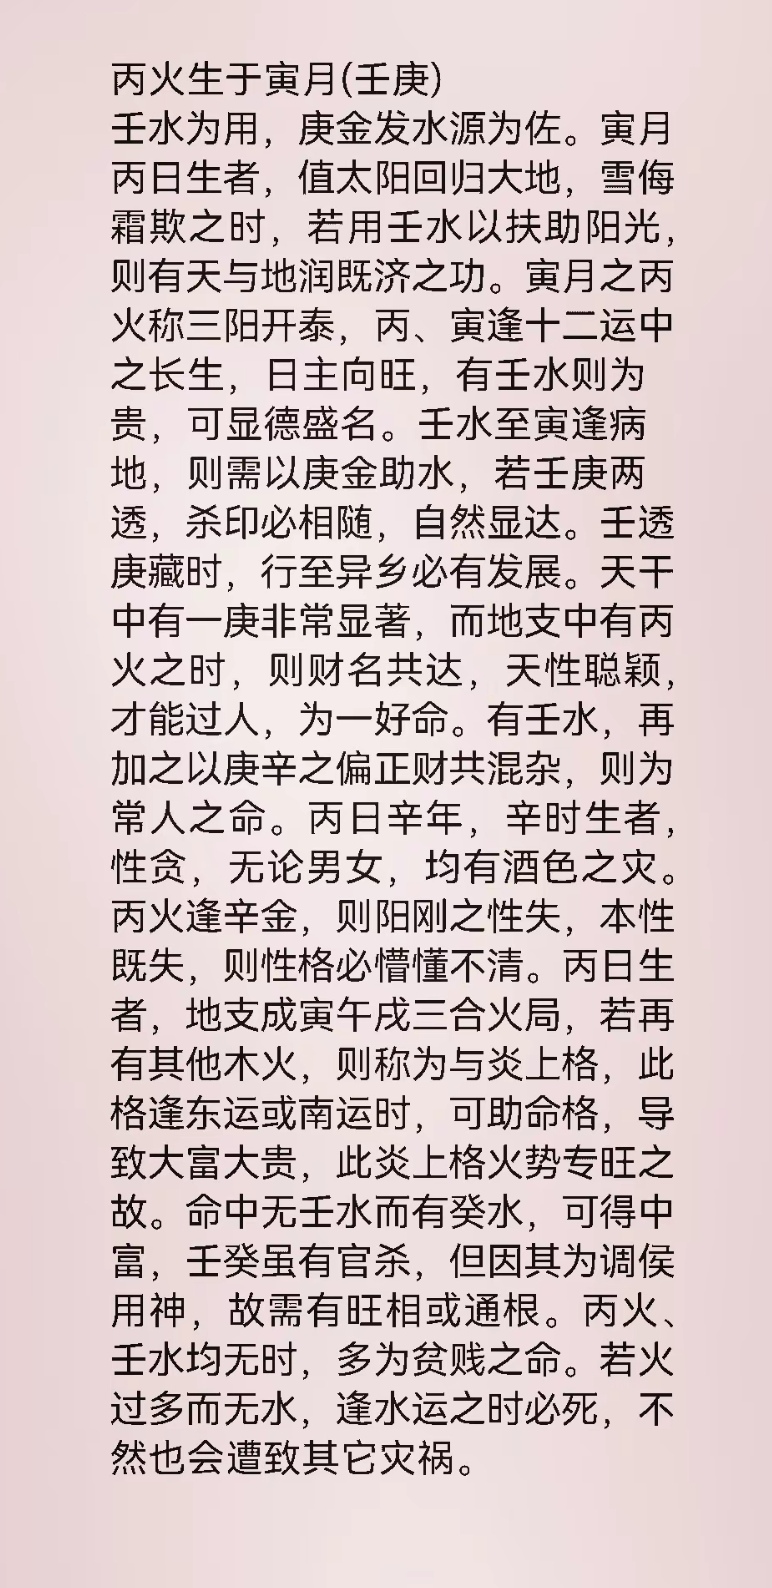 丙火生于寅月(壬庚)
壬水为用，庚金发水源为佐。寅月
丙日生者，值太阳回归大地，雪侮
霜欺之时，若用壬水以扶助阳光，
则有天与地润既济之功。寅月之丙
火称三阳开泰，丙、寅逢十二运中
之长生，日主向旺，有壬水则为
贵，可显德盛名。壬水至寅逢病
地，则需以庚金助水，若壬庚两
透，杀印必相随，自然显达。壬透
庚藏时，行至异乡必有发展。天干
中有一庚非常显著，而地支中有丙
火之时，则财名共达，天性聪颖，
才能过人，为一好命。有壬水，再
加之以庚辛之偏正财共混杂，则为
常人之命。丙日辛年，辛时生者，
性贪，无论男女，均有酒色之灾。
丙火逢辛金，则阳刚之性失，本性
既失，则性格必懵懂不清。丙日生
者，地支成寅午戌三合火局，若再
有其他木火，则称为与炎上格，此
格逢东运或南运时，可助命格，导
致大富大贵，此炎上格火势专旺之
故。命中无壬水而有癸水，可得中
富，壬癸虽有官杀，但因其为调侯
用神，故需有旺相或通根。丙火、
壬水均无时，多为贫贱之命。若火
过多而无水，逢水运之时必死，不
然也会遭致其它灾祸。